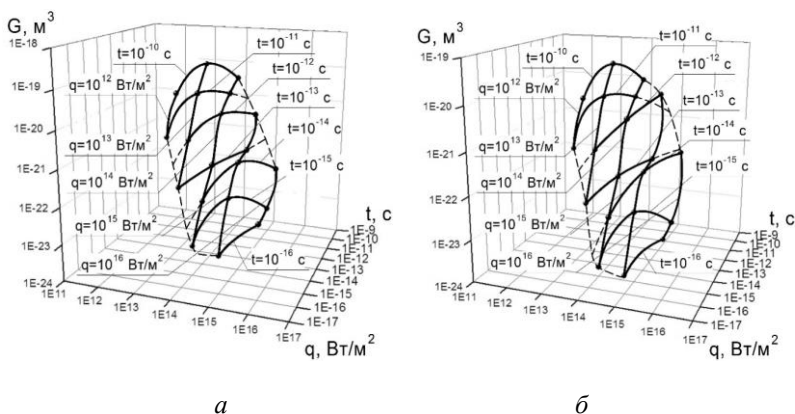 G, м³
1E-18
1E-19
1E-20
1E-21
1E-22
1E-23
1E-24
t=10⁻¹⁰ с
t=10⁻¹¹ с
t=10⁻¹² с
t=10⁻¹³ с
t=10⁻¹⁴ с
t=10⁻¹⁵ с
t=10⁻¹⁶ с
q=10¹² Вт/м²
q=10¹³ Вт/м²
q=10¹⁴ Вт/м²
q=10¹⁵ Вт/м²
q=10¹⁶ Вт/м²
t, с
1E-9
1E-10
1E-11
1E-12
1E-13
1E-14
1E-15
1E-16
1E-17
1E11
1E12
1E13
1E14
1E15
1E16
1E17
q, Вт/м²
а
G, м³
1E-19
1E-20
1E-21
1E-22
1E-23
1E-24
t=10⁻¹⁰ с
t=10⁻¹¹ с
t=10⁻¹² с
t=10⁻¹³ с
t=10⁻¹⁴ с
t=10⁻¹⁵ с
t=10⁻¹⁶ с
q=10¹² Вт/м²
q=10¹³ Вт/м²
q=10¹⁴ Вт/м²
q=10¹⁵ Вт/м²
q=10¹⁶ Вт/м²
t, с
1E-9
1E-10
1E-11
1E-12
1E-13
1E-14
1E-15
1E-16
1E-17
1E11
1E12
1E13
1E14
1E15
1E16
1E17
q, Вт/м²
б